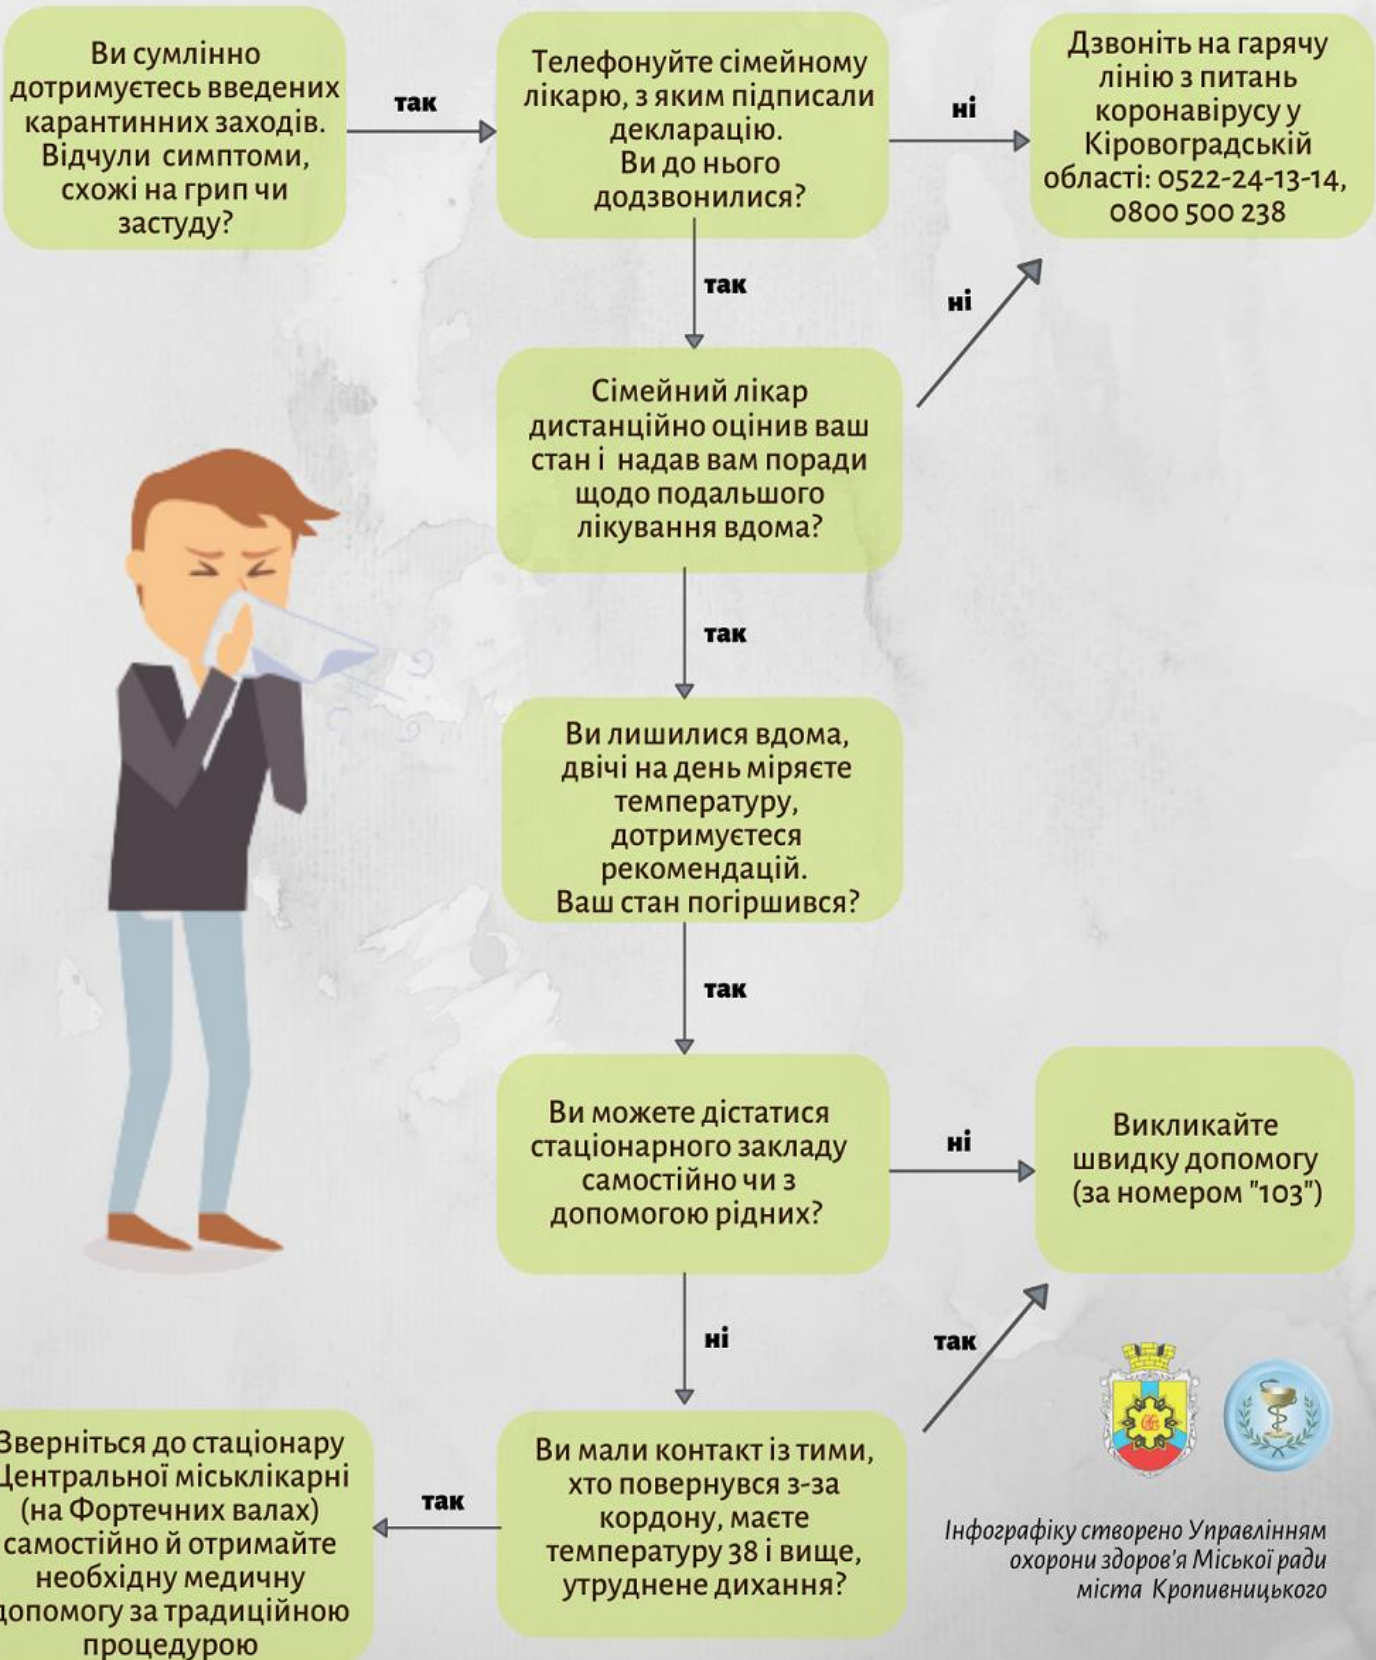 Ви сумлінно
дотримуєтесь введених
карантинних заходів.
Відчули симптоми,
схожі на грип чи
застуду?
так
Телефонуйте сімейному
лікарю, з яким підписали
декларацію.
Ви до нього
додзвонилися?
ні
Дзвоніть на гарячу
лінію з питань
коронавірусу у
Кіровоградській
області: 0522-24-13-14,
0800 500 238
так
ні
Сімейний лікар
дистанційно оцінив ваш
стан і надав вам поради
щодо подальшого
лікування вдома?
так
Ви лишилися вдома,
двічі на день міряєте
температуру,
дотримуєтеся
рекомендацій.
Ваш стан погіршився?
так
Ви можете дістатися
стаціонарного закладу
самостійно чи з
допомогою рідних?
ні
Викликайте
швидку допомогу
(за номером "103")
ні
так
Ви мали контакт із тими,
хто повернувся з-за
кордону, маєте
температуру 38 і вище,
утруднене дихання?
так
Зверніться до стаціонару
Центральної міськлікарні
(на Фортечних валах)
самостійно й отримайте
необхідну медичну
допомогу за традиційною
процедурою
Інфографіку створено Управлінням
охорони здоров'я Міської ради
міста Кропивницького